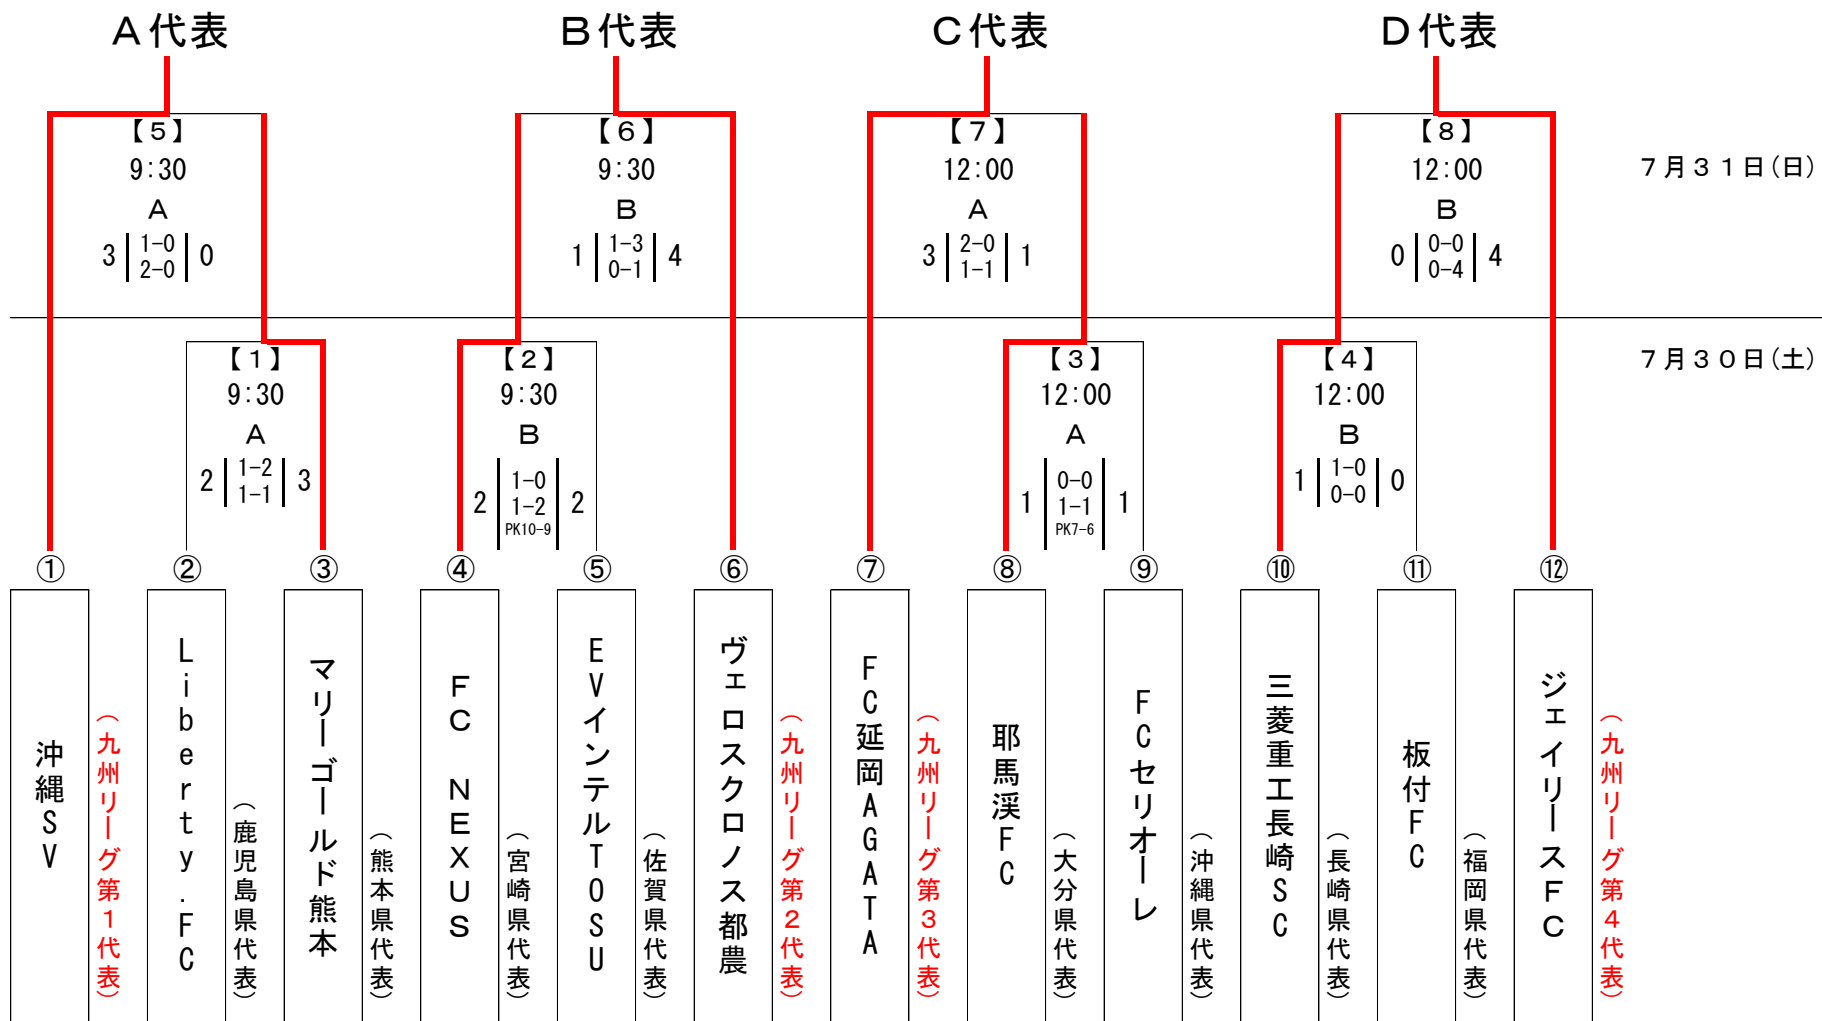 A代表
B代表
C代表
D代表
【5】
9:30
A
3 1-0 0
2-0
【6】
9:30
B
1 1-3 4
0-1
【7】
12:00
A
3 2-0 1
1-1
【8】
12:00
B
0 0-0 4
0-4
7月31日(日)
【1】
9:30
A
2 1-2 3
1-1
【2】
9:30
B
2 1-0 2
1-2
PK10-9
【3】
12:00
A
1 0-0 1
1-1
PK7-6
【4】
12:00
B
1 1-0 0
0-0
7月30日(土)
①
沖縄SV
(九州リーグ第1代表)
②
Liberty.FC
(鹿児島県代表)
③
マリーゴールド熊本
(熊本県代表)
④
FC NEXUS
(宮崎県代表)
⑤
EVインテルTOSU
(佐賀県代表)
⑥
ヴェロスクロノス都農
(九州リーグ第2代表)
⑦
FC延岡AGATA
(九州リーグ第3代表)
⑧
耶馬渓FC
(大分県代表)
⑨
FCセリオーレ
(沖縄県代表)
⑩
三菱重工長崎SC
(長崎県代表)
⑪
板付FC
(福岡県代表)
⑫
ジェイリースFC
(九州リーグ第4代表)